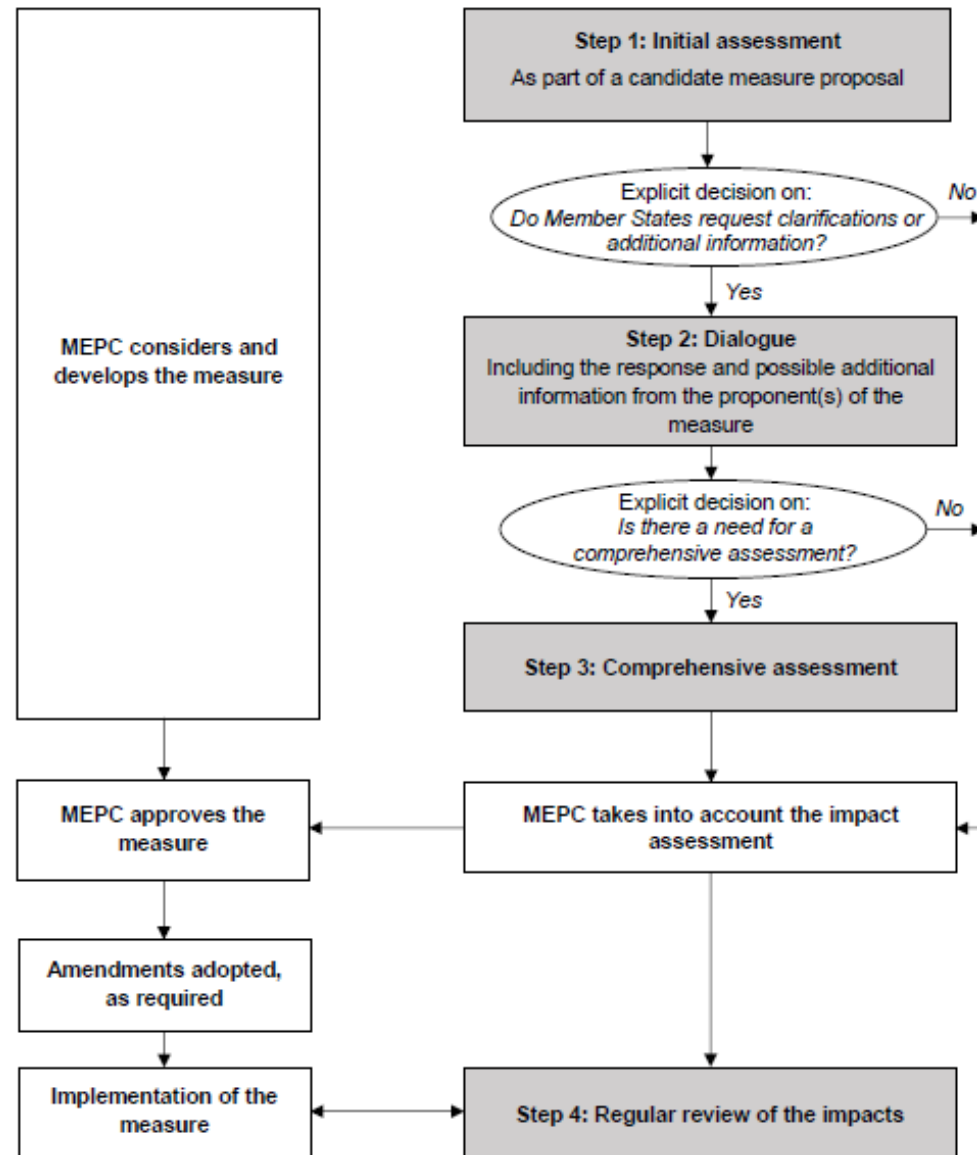 Step 1: Initial assessment
As part of a candidate measure proposal
Explicit decision on:
Do Member States request clarifications or
additional information?
No
Yes
MEPC considers and
develops the measure
Step 2: Dialogue
Including the response and possible additional
information from the proponent(s) of the
measure
Explicit decision on:
Is there a need for a
comprehensive assessment?
No
Yes
Step 3: Comprehensive assessment
MEPC approves the
measure
MEPC takes into account the impact
assessment
Amendments adopted,
as required
Implementation of the
measure
Step 4: Regular review of the impacts